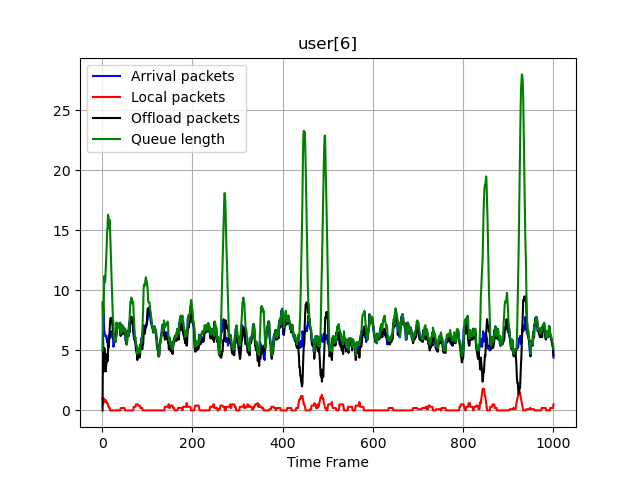 user[6]
Arrival packets
Local packets
Offload packets
Queue length
25
20
15
10
5
0
0 200 400 600 800 1000
Time Frame